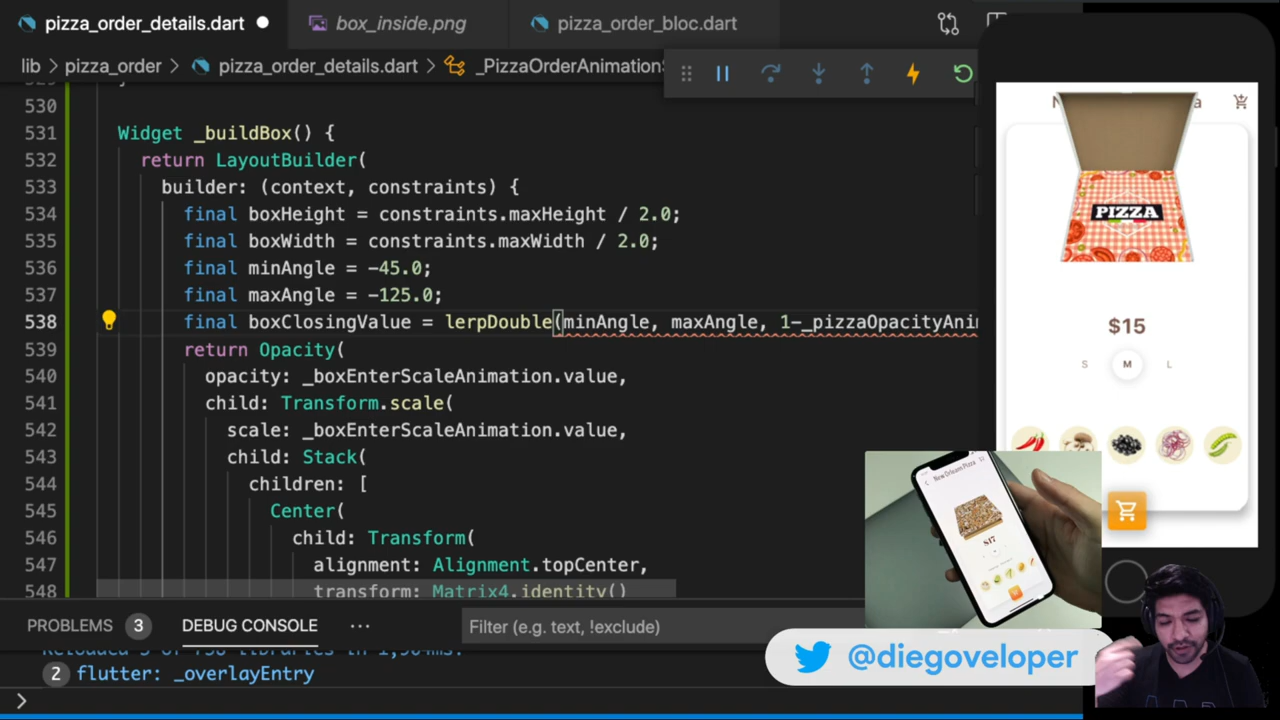 pizza_order_details.dart
box_inside.png
pizza_order_bloc.dart
lib > pizza_order > pizza_order_details.dart > _PizzaOrderAnimation
530
531 Widget _buildBox() {
532 return LayoutBuilder(
533 builder: (context, constraints) {
534 final boxHeight = constraints.maxHeight / 2.0;
535 final boxWidth = constraints.maxWidth / 2.0;
536 final minAngle = -45.0;
537 final maxAngle = -125.0;
538 final boxClosingValue = lerpDouble(minAngle, maxAngle, 1-_pizzaOpacityAni
539 return Opacity(
540 opacity: _boxEnterScaleAnimation.value,
541 child: Transform.scale(
542 scale: _boxEnterScaleAnimation.value,
543 child: Stack(
544 children: [
545 Center(
546 child: Transform(
547 alignment: Alignment.topCenter,
548 transform: Matrix4.identity()
PROBLEMS 3
DEBUG CONSOLE
Filter (e.g. text, !exclude)
2 flutter: _overlayEntry
PIZZA
$15
S M L
New Orleans Pizza
$17
@diegoveloper